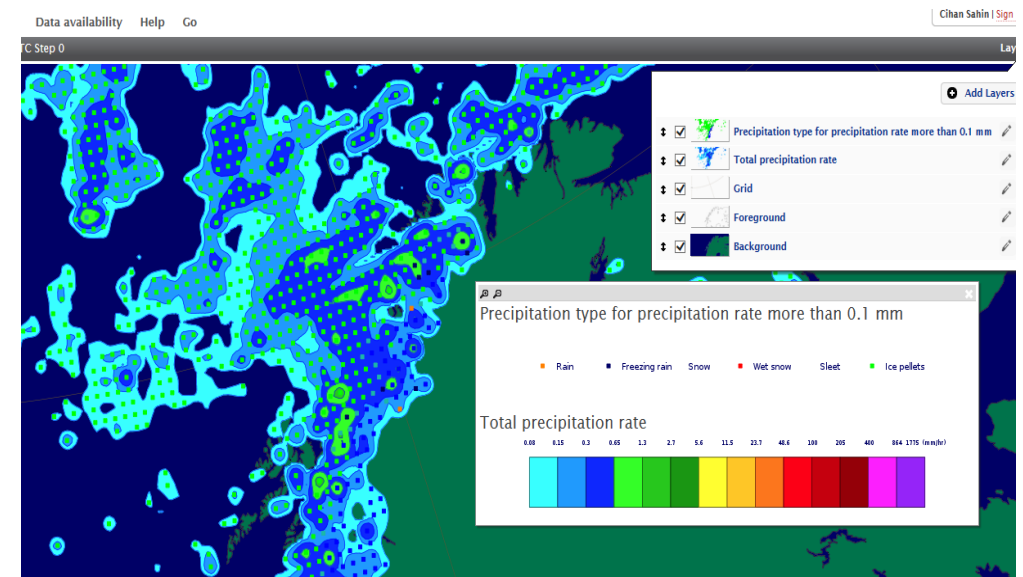 Data availability Help Go
Cihan Sahin | Sign
TC Step 0
Lay
Add Layers
Precipitation type for precipitation rate more than 0.1 mm
Total precipitation rate
Grid
Foreground
Background
Precipitation type for precipitation rate more than 0.1 mm
Rain Freezing rain Snow Wet snow Sleet Ice pellets
Total precipitation rate
0.08 0.15 0.3 0.65 1.3 2.7 5.6 11.5 23.7 48.6 100 205 400 864 1775 (mm/hr)